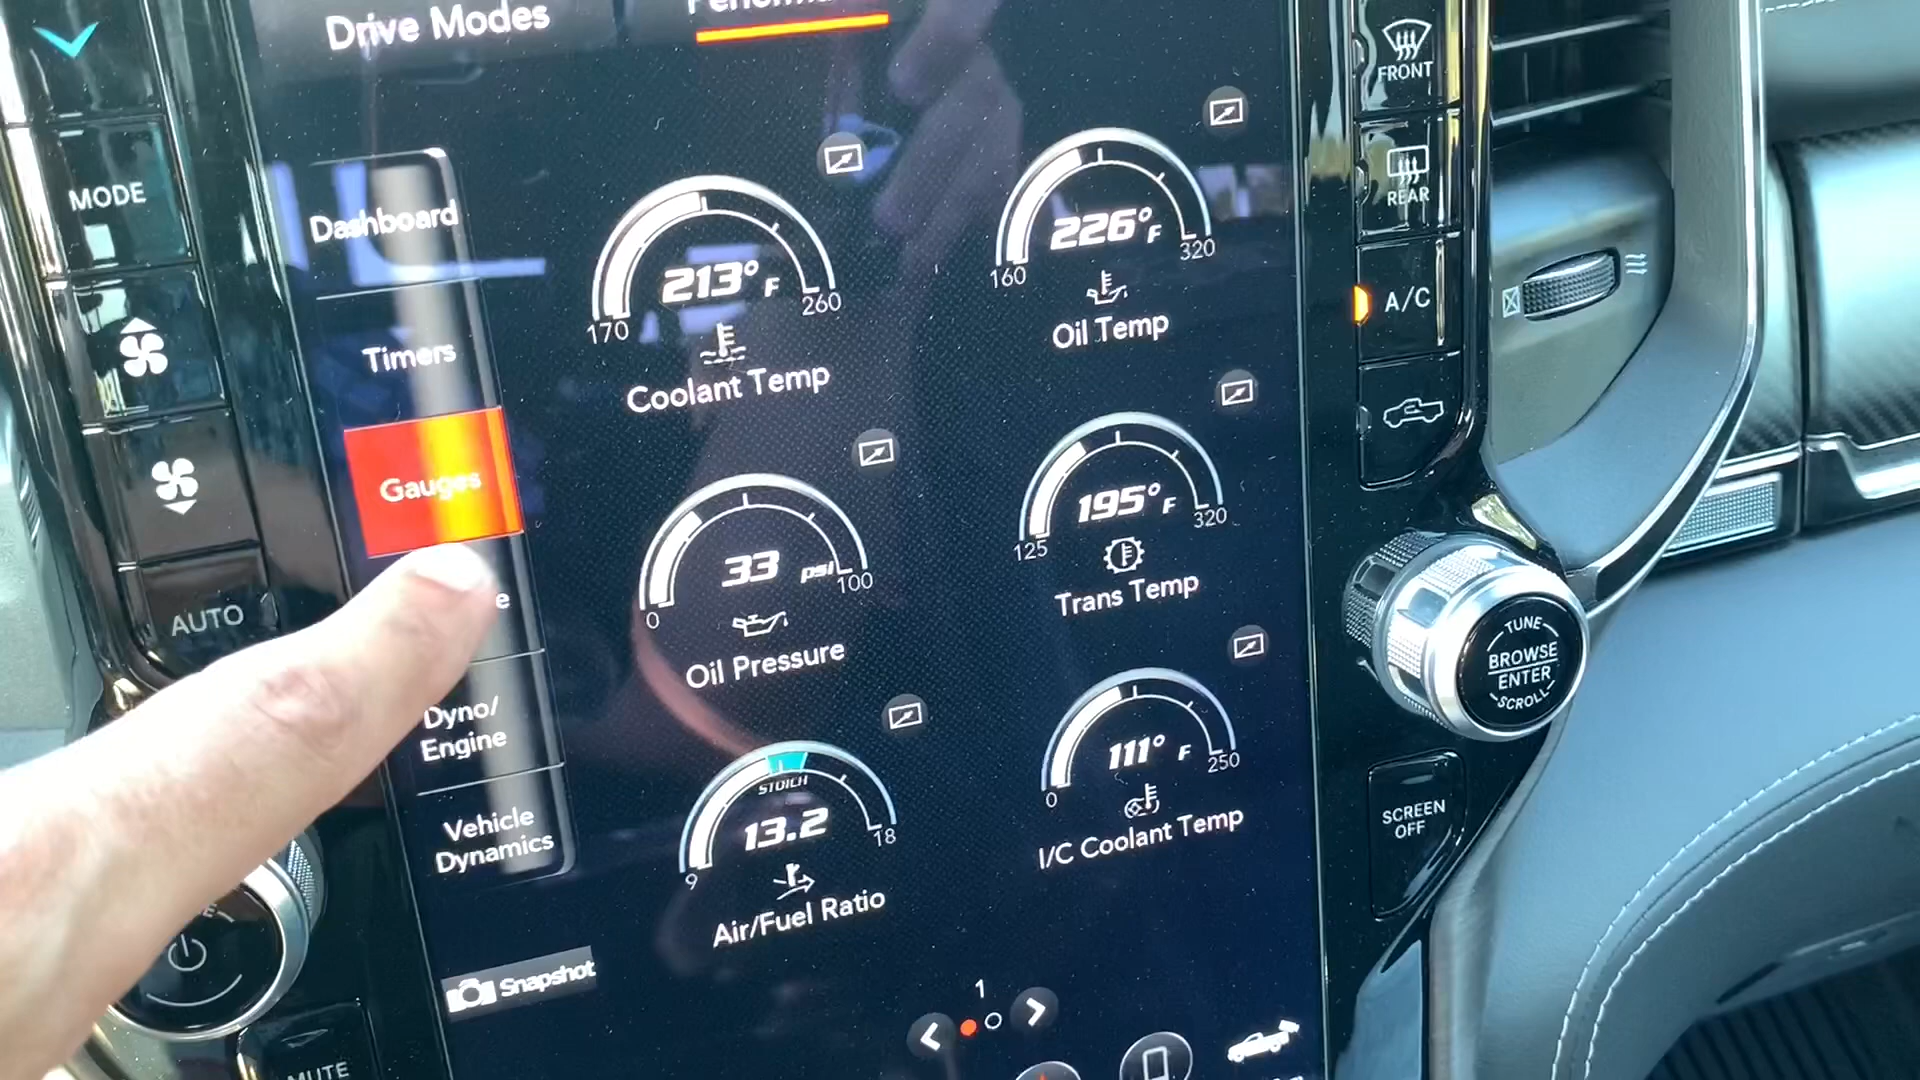 Drive Modes
MODE
AUTO
MUTE
Dashboard
Timers
Gauges
Dyno/
Engine
Vehicle
Dynamics
Snapshot
213° F
170
260
Coolant Temp
226° F
160
320
Oil Temp
33 psi
0
100
Oil Pressure
195° F
125
320
Trans Temp
STOICH
13.2
9
18
Air/Fuel Ratio
111° F
0
250
I/C Coolant Temp
1
FRONT
REAR
A/C
TUNE
BROWSE
ENTER
SCROLL
SCREEN
OFF